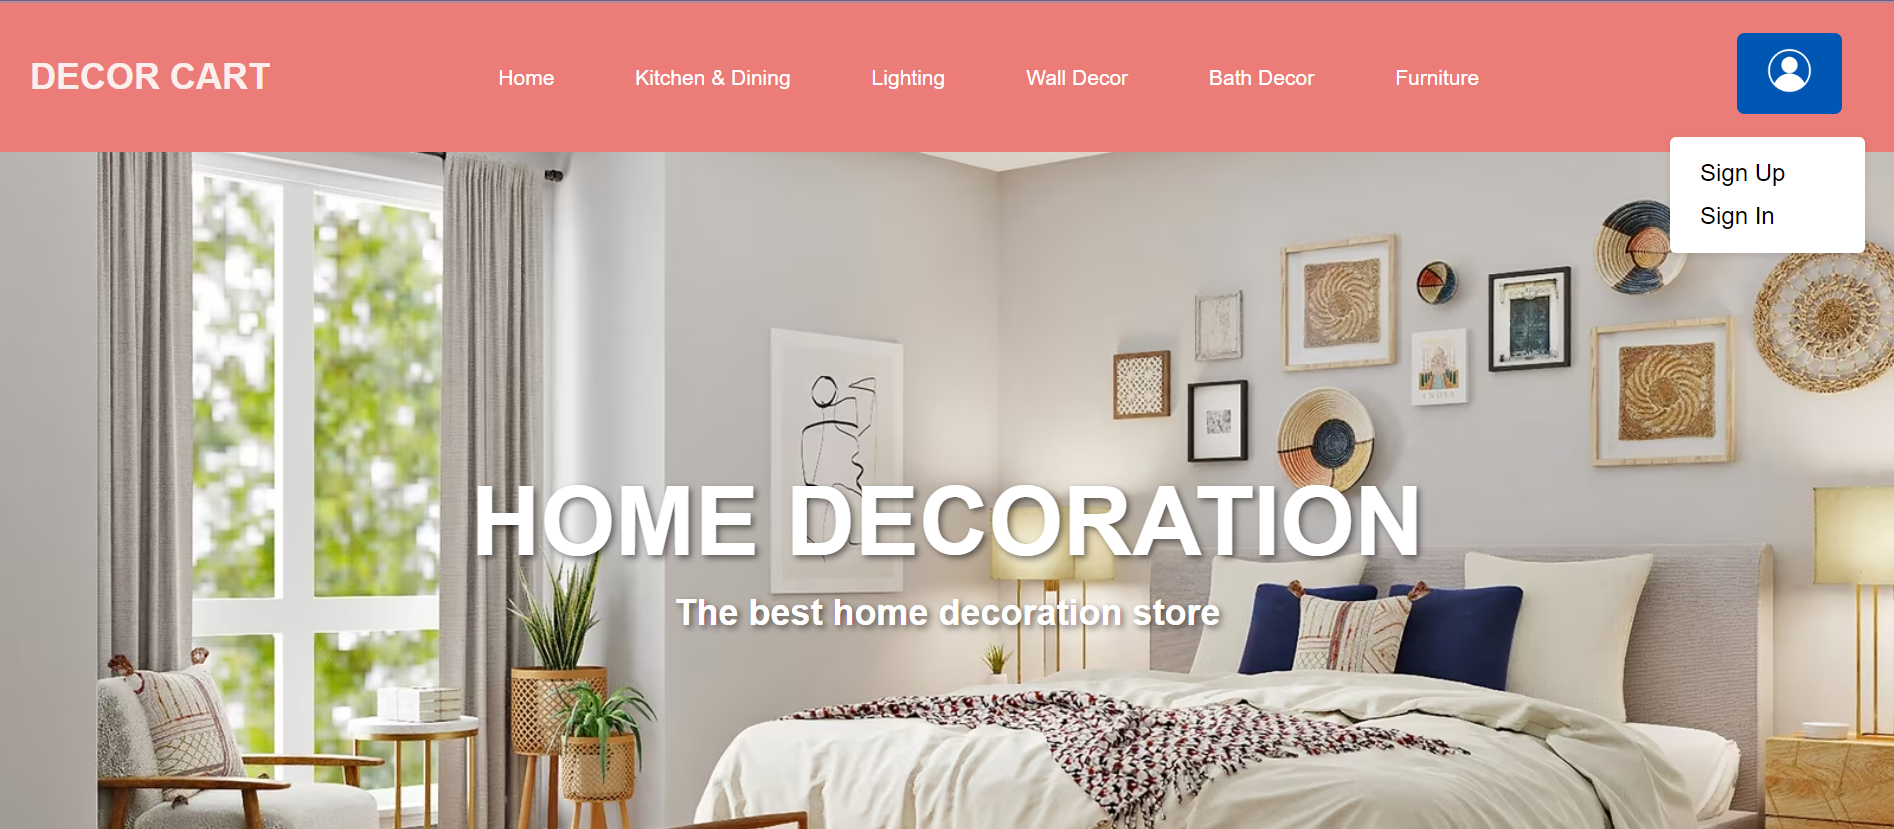 DECOR CART
Home
Kitchen & Dining
Lighting
Wall Decor
Bath Decor
Furniture
Sign Up
Sign In
INDIA
HOME DECORATION
The best home decoration store